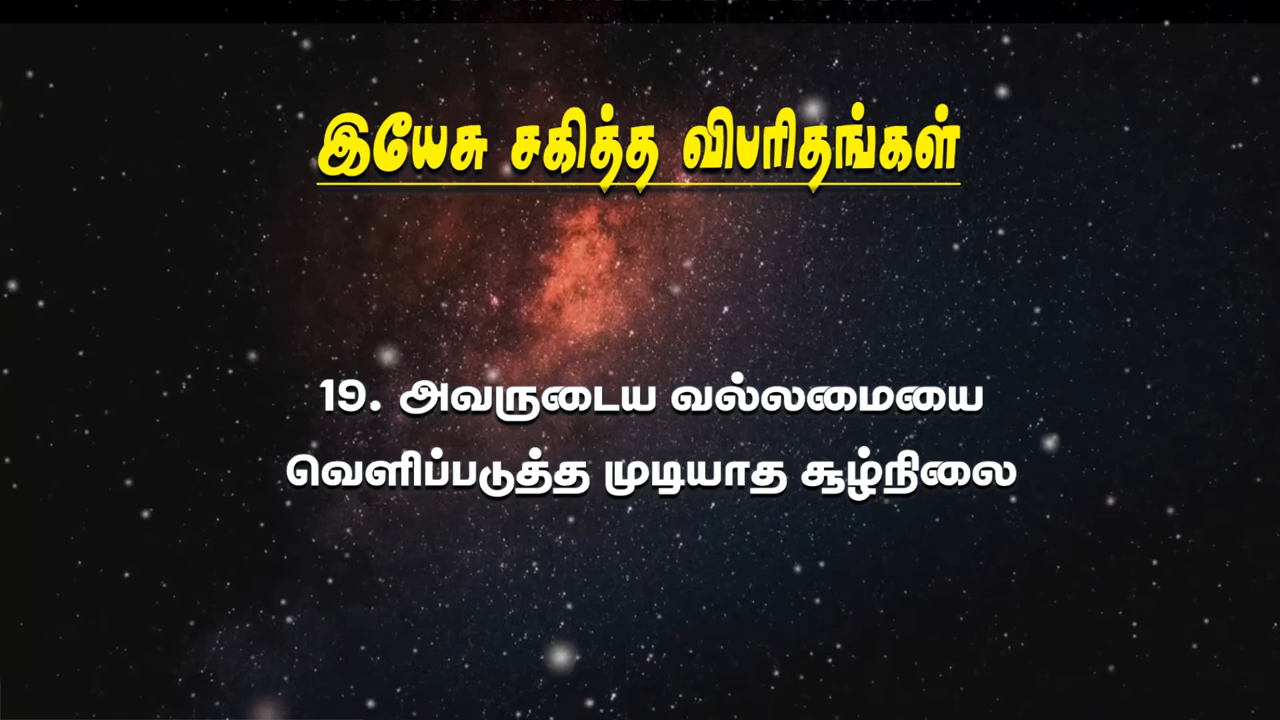 இயேசு சகித்த விபரிதங்கள்
19. அவருடைய வல்லமையை
வெளிப்படுத்த முடியாத சூழ்நிலை